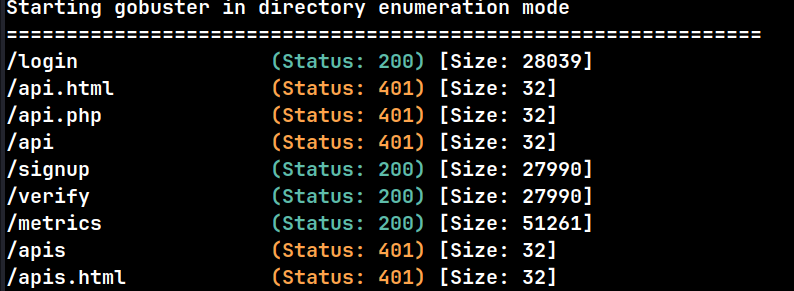 Starting gobuster in directory enumeration mode
===============================================================
/login (Status: 200) [Size: 28039]
/api.html (Status: 401) [Size: 32]
/api.php (Status: 401) [Size: 32]
/api (Status: 401) [Size: 32]
/signup (Status: 200) [Size: 27990]
/verify (Status: 200) [Size: 27990]
/metrics (Status: 200) [Size: 51261]
/apis (Status: 401) [Size: 32]
/apis.html (Status: 401) [Size: 32]